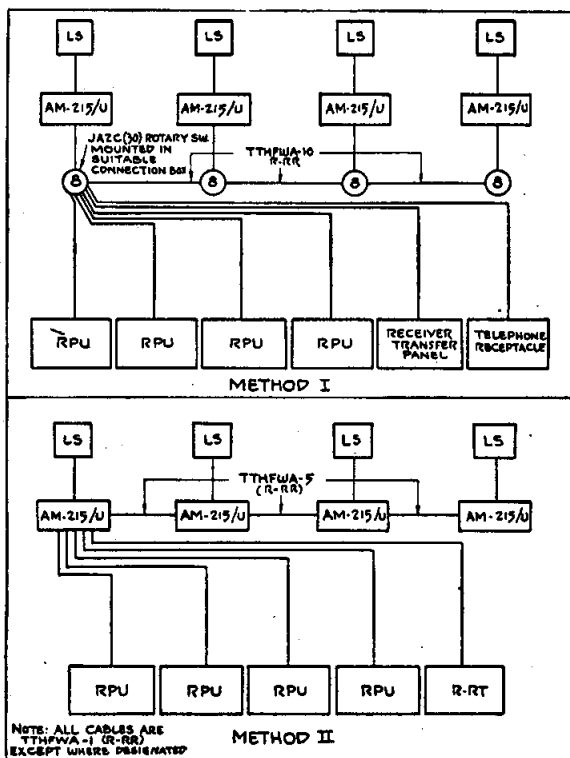 LS LS LS LS
AM-215/U AM-215/U AM-215/U AM-215/U
JA2C(30) ROTARY SW.
MOUNTED IN
SUITABLE
CONNECTION BOX
TTHFWA-10
R-RR
8 8 8 8
RPU RPU RPU RPU RECEIVER
TRANSFER
PANEL TELEPHONE
RECEPTACLE
METHOD I
LS LS LS LS
TTHFWA-5
(R-RR)
AM-215/U AM-215/U AM-215/U AM-215/U
RPU RPU RPU RPU R-RT
NOTE: ALL CABLES ARE
TTHFWA-1 (R-RR)
EXCEPT WHERE DESIGNATED
METHOD II